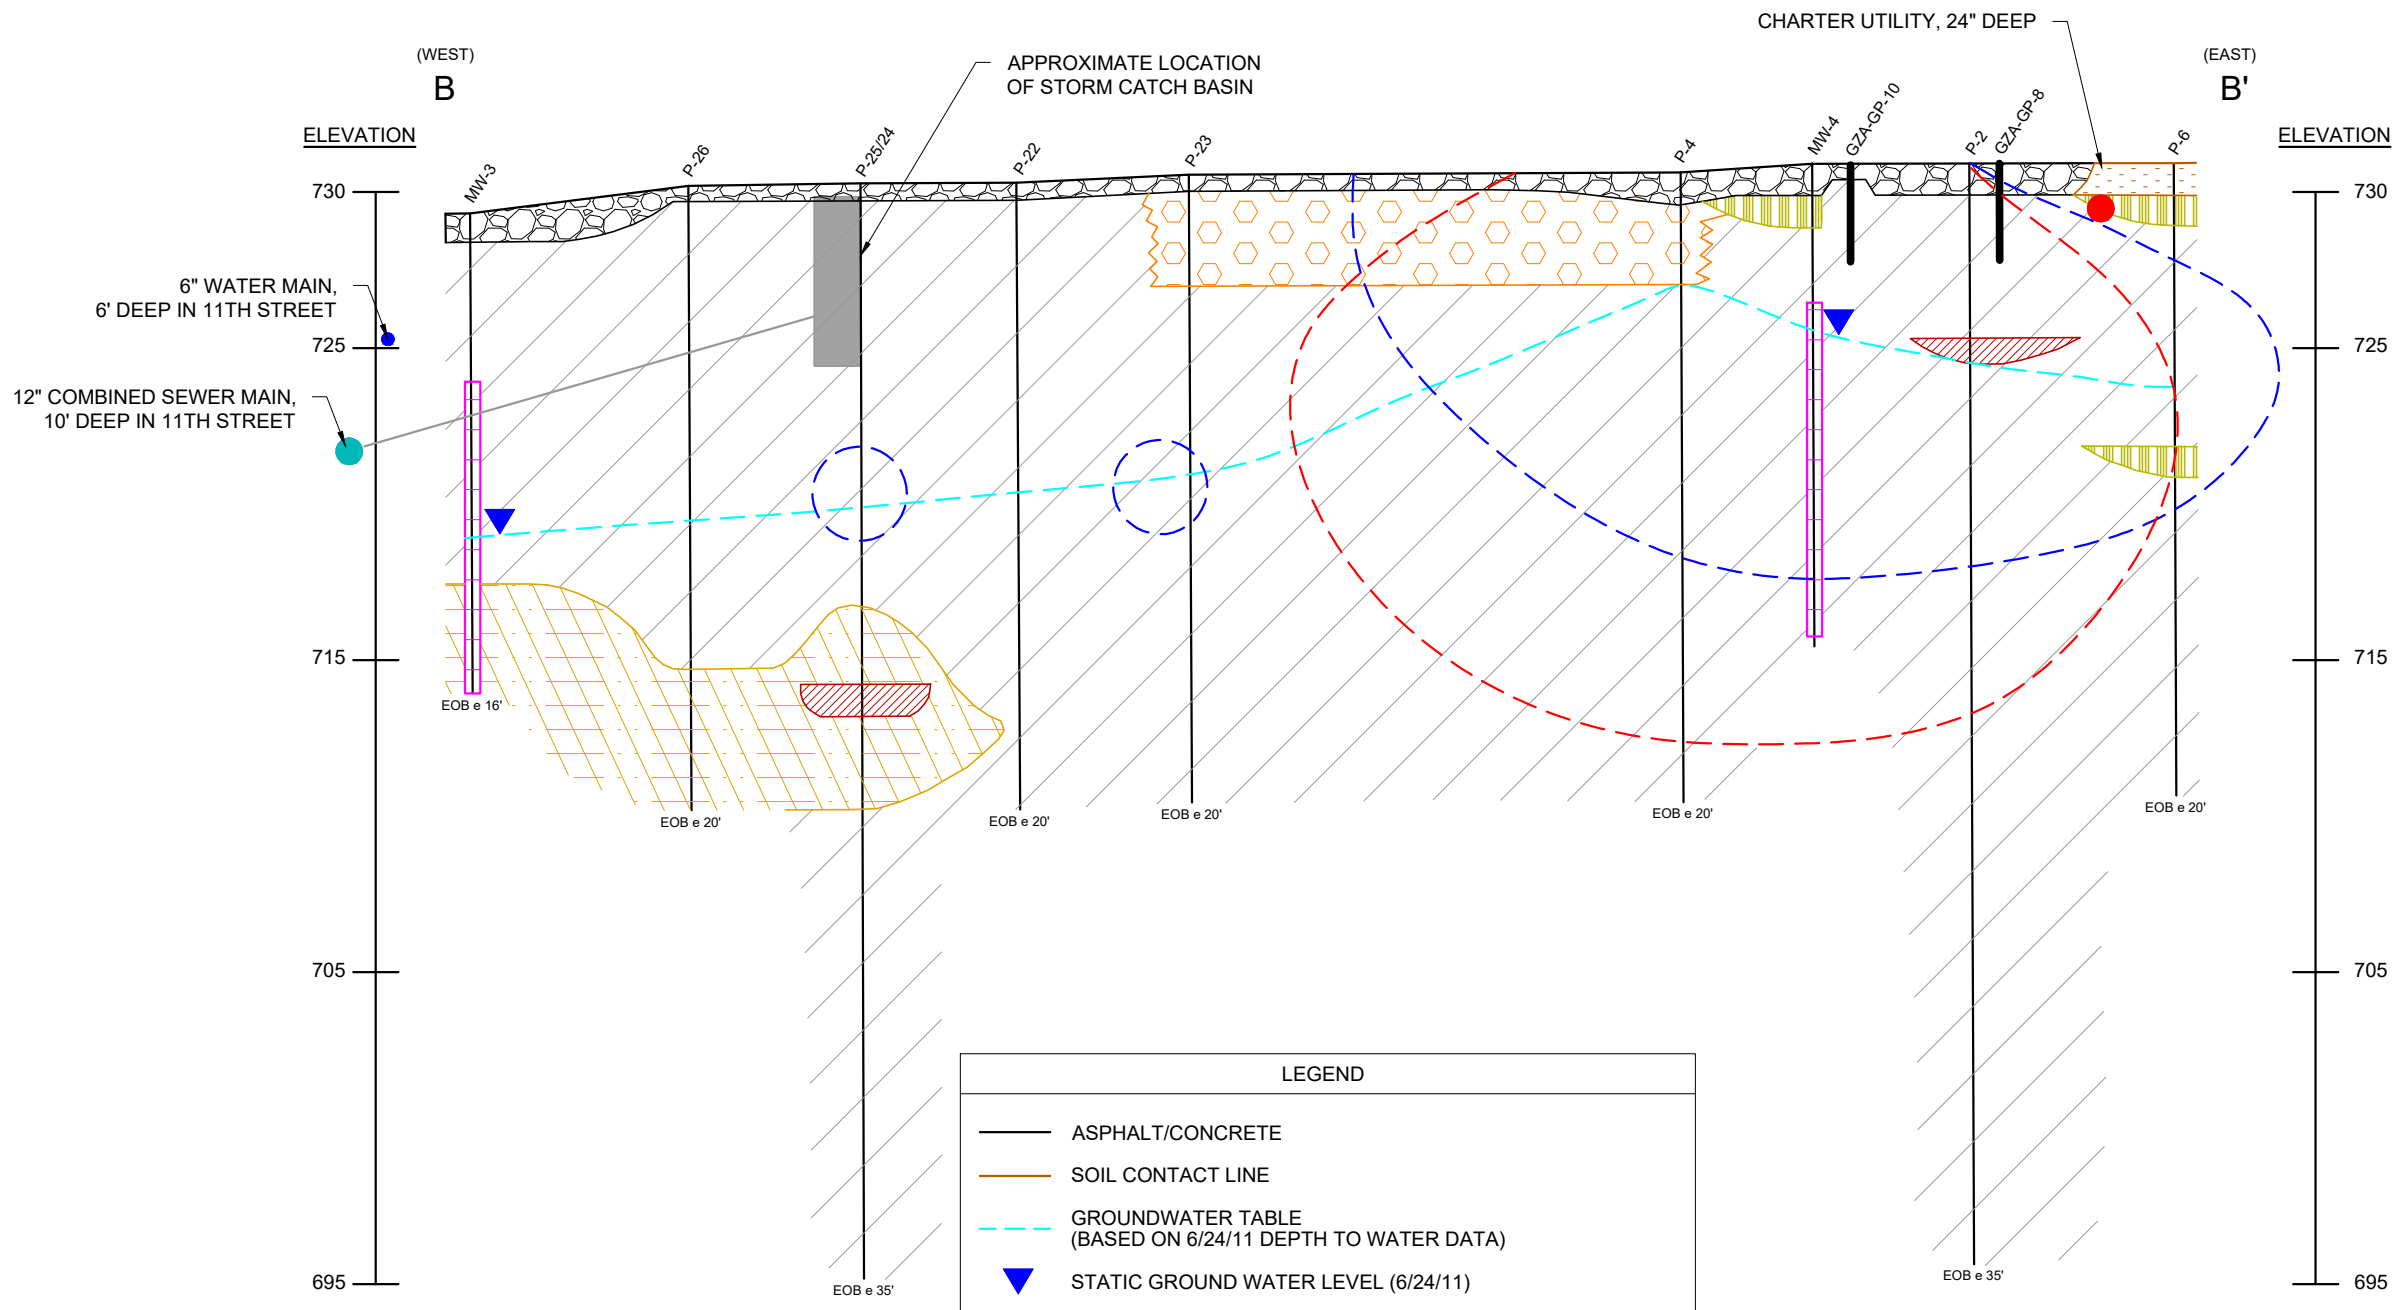 CHARTER UTILITY, 24" DEEP
(WEST)
B
APPROXIMATE LOCATION
OF STORM CATCH BASIN
(EAST)
B'
ELEVATION
ELEVATION
MW-3
P-26
P-25/24
P-22
P-23
P-4
MW-4
GZA-GP-10
P-2
GZA-GP-8
P-6
730
730
6" WATER MAIN,
6' DEEP IN 11TH STREET
725
725
12" COMBINED SEWER MAIN,
10' DEEP IN 11TH STREET
715
715
EOB e 16'
EOB e 20'
EOB e 20'
EOB e 20'
EOB e 20'
EOB e 20'
705
705
LEGEND
ASPHALT/CONCRETE
SOIL CONTACT LINE
GROUNDWATER TABLE
(BASED ON 6/24/11 DEPTH TO WATER DATA)
STATIC GROUND WATER LEVEL (6/24/11)
EOB e 35'
EOB e 35'
695
695